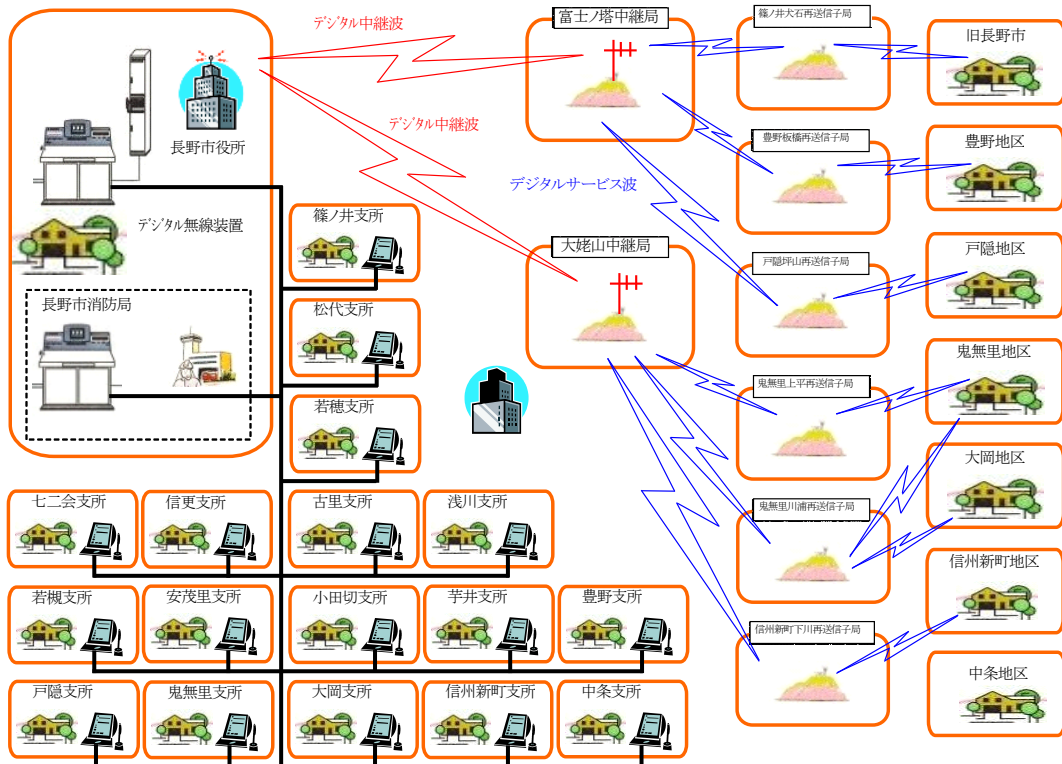 デジタル中継波
富士ノ塔中継局
篠ノ井犬石再送信子局
旧長野市
長野市役所
デジタル中継波
豊野板橋再送信子局
豊野地区
デジタルサービス波
デジタル無線装置
篠ノ井支所
大姥山中継局
戸隠坪山再送信子局
戸隠地区
長野市消防局
松代支所
鬼無里上平再送信子局
鬼無里地区
若穂支所
大岡地区
七二会支所
信更支所
古里支所
浅川支所
鬼無里川浦再送信子局
信州新町地区
若槻支所
安茂里支所
小田切支所
芋井支所
豊野支所
信州新町下川再送信子局
中条地区
戸隠支所
鬼無里支所
大岡支所
信州新町支所
中条支所